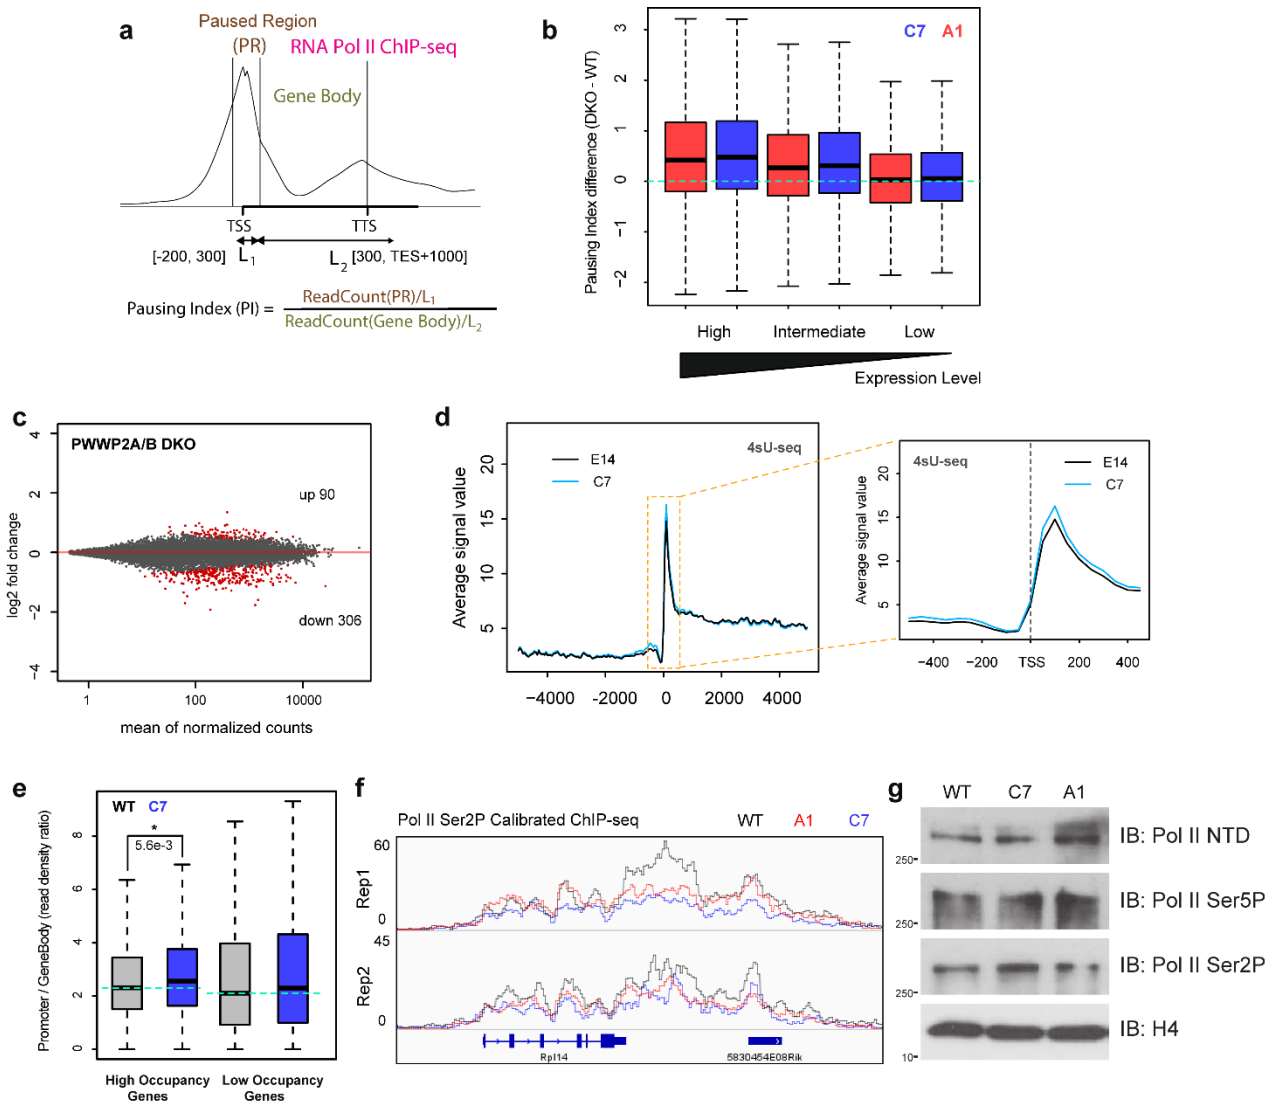 a
Paused Region
(PR)
RNA Pol II ChIP-seq
Gene Body
TSS
TTS
[-200, 300]
L1
L2
[300, TES+1000]
Pausing Index (PI) =
ReadCount(PR)/L1
ReadCount(Gene Body)/L2
b
C7 A1
Pausing Index difference (DKO - WT)
3
2
1
0
−1
−2
High
Intermediate
Low
Expression Level
c
PWWP2A/B DKO
up 90
down 306
log2 fold change
4
2
0
−2
−4
1
100
10000
mean of normalized counts
d
4sU-seq
E14
C7
Average signal value
20
15
10
5
−4000
-2000
0
2000
4000
4sU-seq
E14
C7
Average signal value
20
15
10
5
−400
−200
TSS
200
400
e
WT C7
*
5.6e-3
Promoter / GeneBody (read density ratio)
8
6
4
2
0
High Occupancy
Genes
Low Occupancy
Genes
f
Pol II Ser2P Calibrated ChIP-seq
WT
A1
C7
60
Rep1
0
45
Rep2
0
Rpl14
5830454E08Rik
g
WT
C7
A1
IB: Pol II NTD
250
IB: Pol II Ser5P
250
IB: Pol II Ser2P
250
IB: H4
10